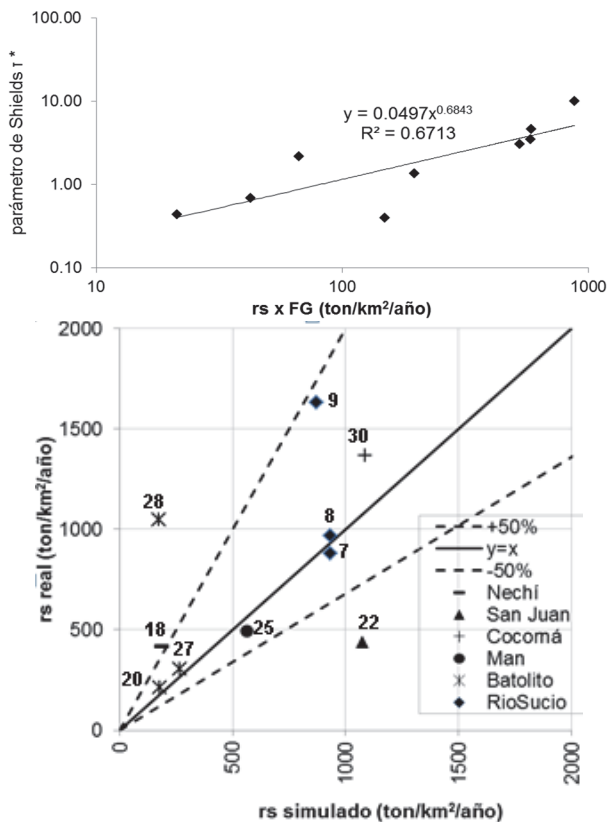 100.00
10.00
1.00
0.10
parámetro de Shields τ *
y = 0.0497x^0.6843
R² = 0.6713
10
100
1000
rs x FG (ton/km²/año)
2000
1500
1000
500
0
rs real (ton/km²/año)
9
30
28
8
7
18
27
25
22
20
+50%
y=x
-50%
Nechí
San Juan
Cocorná
Man
Batolito
RioSucio
0
500
1000
1500
2000
rs simulado (ton/km²/año)